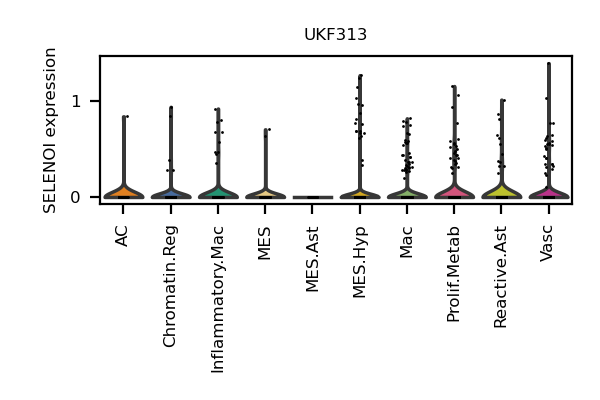 UKF313
SELENOI expression
1
0
AC
Chromatin.Reg
Inflammatory.Mac
MES
MES.Ast
MES.Hyp
Mac
Prolif.Metab
Reactive.Ast
Vasc